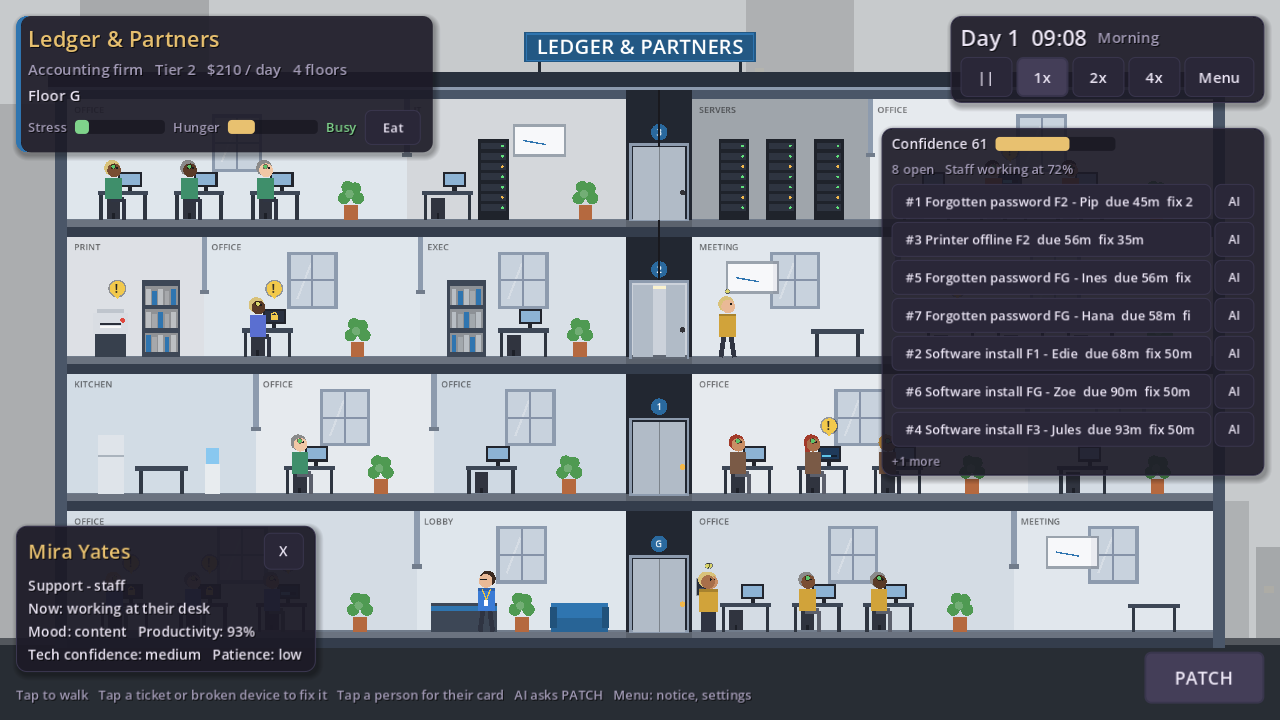 Ledger & Partners
Accounting firm Tier 2 $210 / day 4 floors
Floor G
Stress Hunger Busy Eat
LEDGER & PARTNERS
Day 1 09:08 Morning
|| 1x 2x 4x Menu
Confidence 61
8 open Staff working at 72%
#1 Forgotten password F2 - Pip due 45m fix 2 AI
#3 Printer offline F2 due 56m fix 35m AI
#5 Forgotten password FG - Ines due 56m fix AI
#7 Forgotten password FG - Hana due 58m fi AI
#2 Software install F1 - Edie due 68m fix 50m AI
#6 Software install FG - Zoe due 90m fix 50m AI
#4 Software install F3 - Jules due 93m fix 50m AI
+1 more
SERVERS
OFFICE
3
PRINT
OFFICE
EXEC
2
MEETING
KITCHEN
OFFICE
OFFICE
1
OFFICE
OFFICE
LOBBY
G
OFFICE
MEETING
Mira Yates X
Support - staff
Now: working at their desk
Mood: content Productivity: 93%
Tech confidence: medium Patience: low
Tap to walk Tap a ticket or broken device to fix it Tap a person for their card AI asks PATCH Menu: notice, settings
PATCH